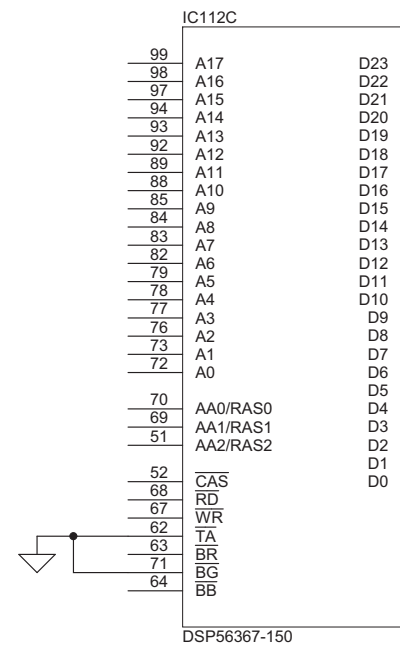 IC112C
99 A17 D23
98 A16 D22
97 A15 D21
94 A14 D20
93 A13 D19
92 A12 D18
89 A11 D17
88 A10 D16
85 A9 D15
84 A8 D14
83 A7 D13
82 A6 D12
79 A5 D11
78 A4 D10
77 A3 D9
76 A2 D8
73 A1 D7
72 A0 D6
D5
70 AA0/RAS0 D4
69 AA1/RAS1 D3
51 AA2/RAS2 D2
D1
52 CAS D0
68 RD
67 WR
62 TA
63 BR
71 BG
64 BB
DSP56367-150